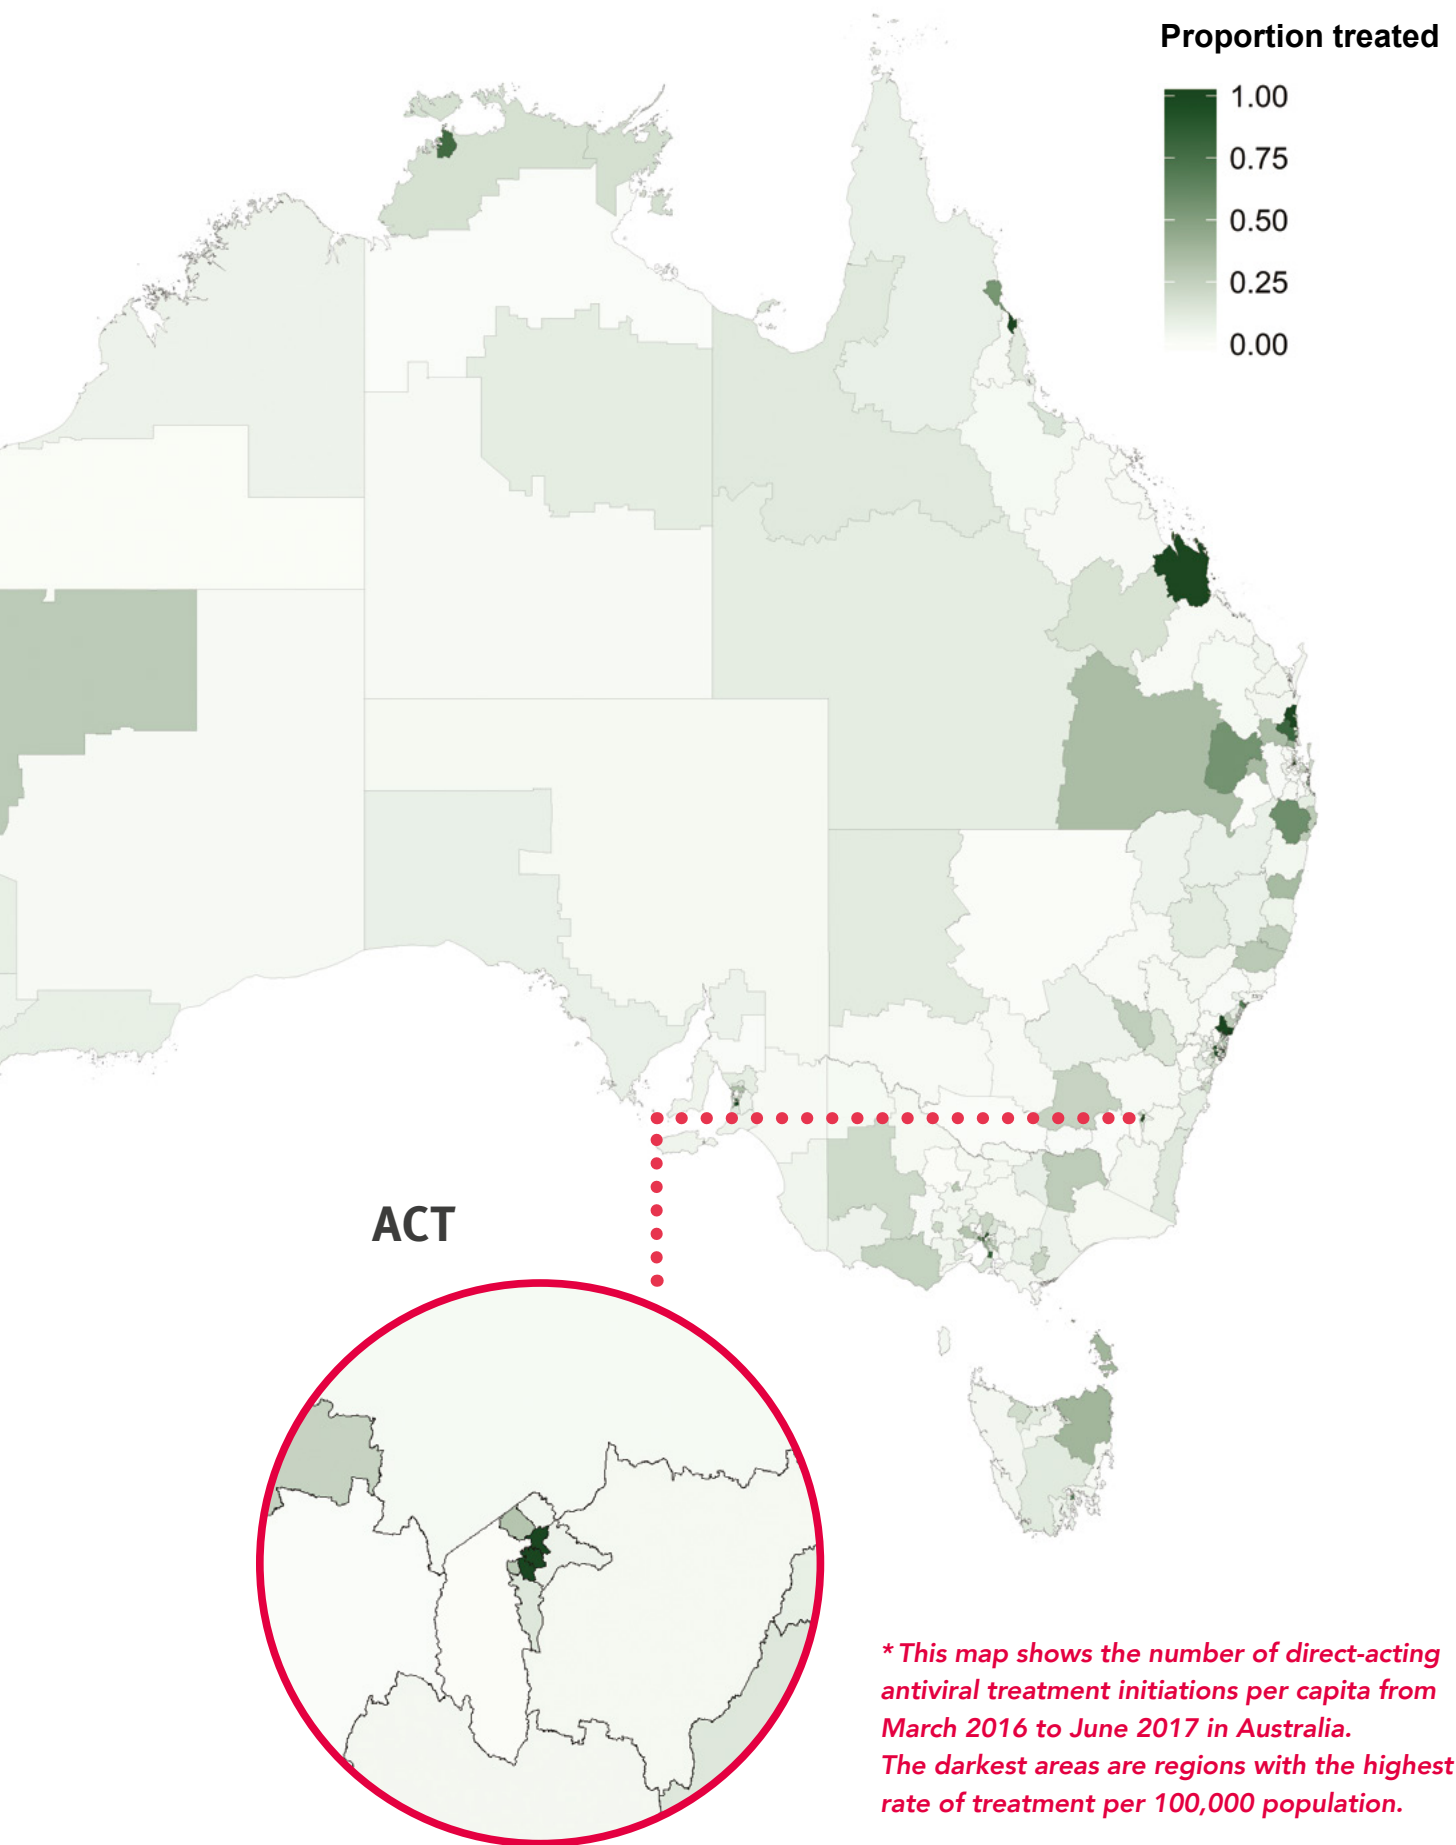 Proportion treated
1.00
0.75
0.50
0.25
0.00
ACT
* This map shows the number of direct-acting
antiviral treatment initiations per capita from
March 2016 to June 2017 in Australia.
The darkest areas are regions with the highest
rate of treatment per 100,000 population.